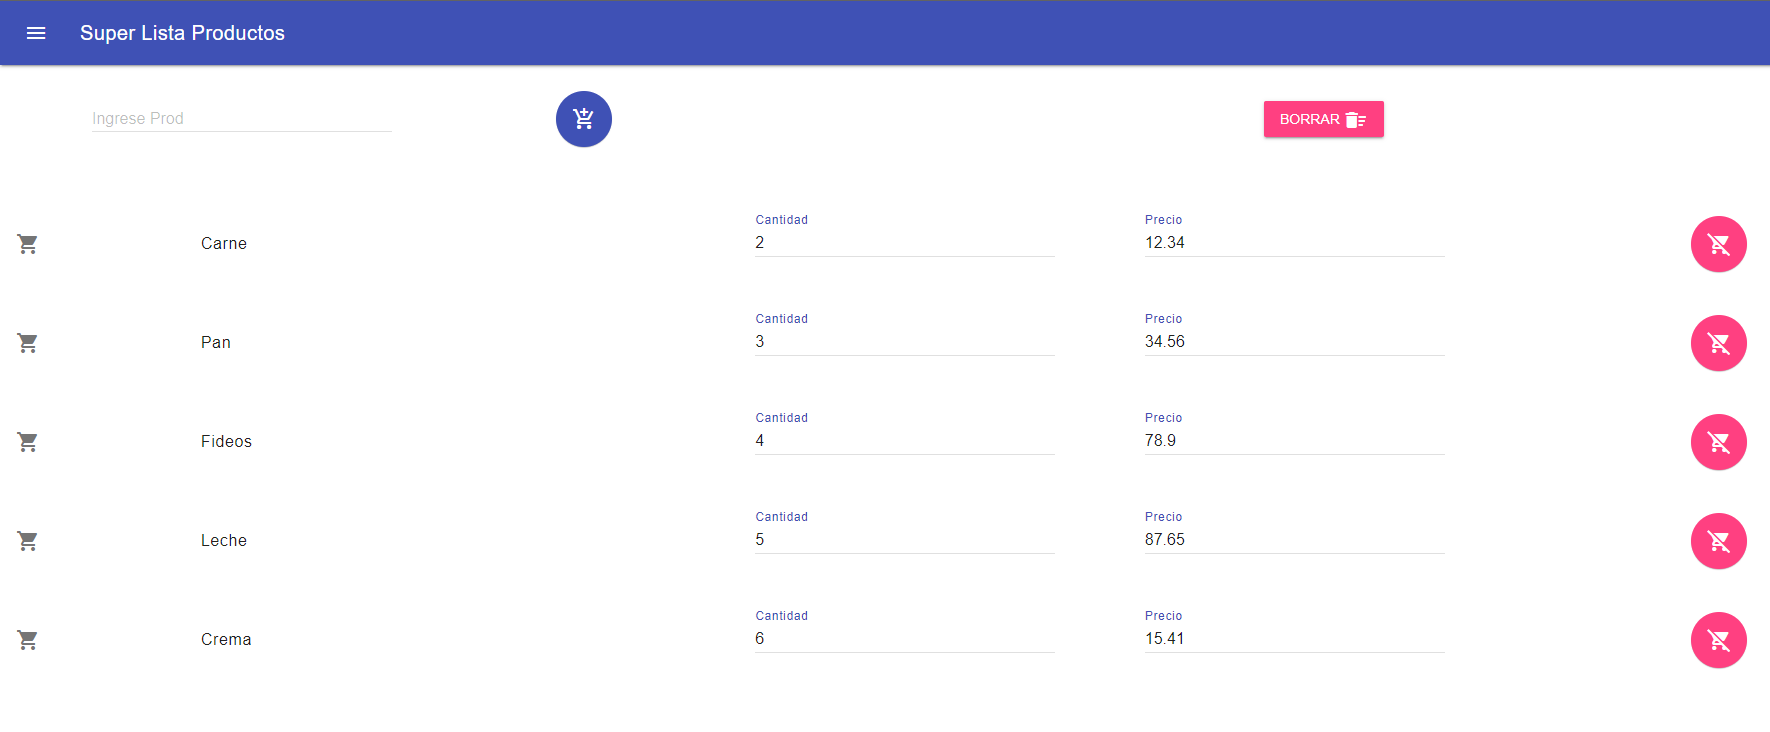 Super Lista Productos
Ingrese Prod
BORRAR
Cantidad Precio
Carne 2 12.34
Cantidad Precio
Pan 3 34.56
Cantidad Precio
Fideos 4 78.9
Cantidad Precio
Leche 5 87.65
Cantidad Precio
Crema 6 15.41